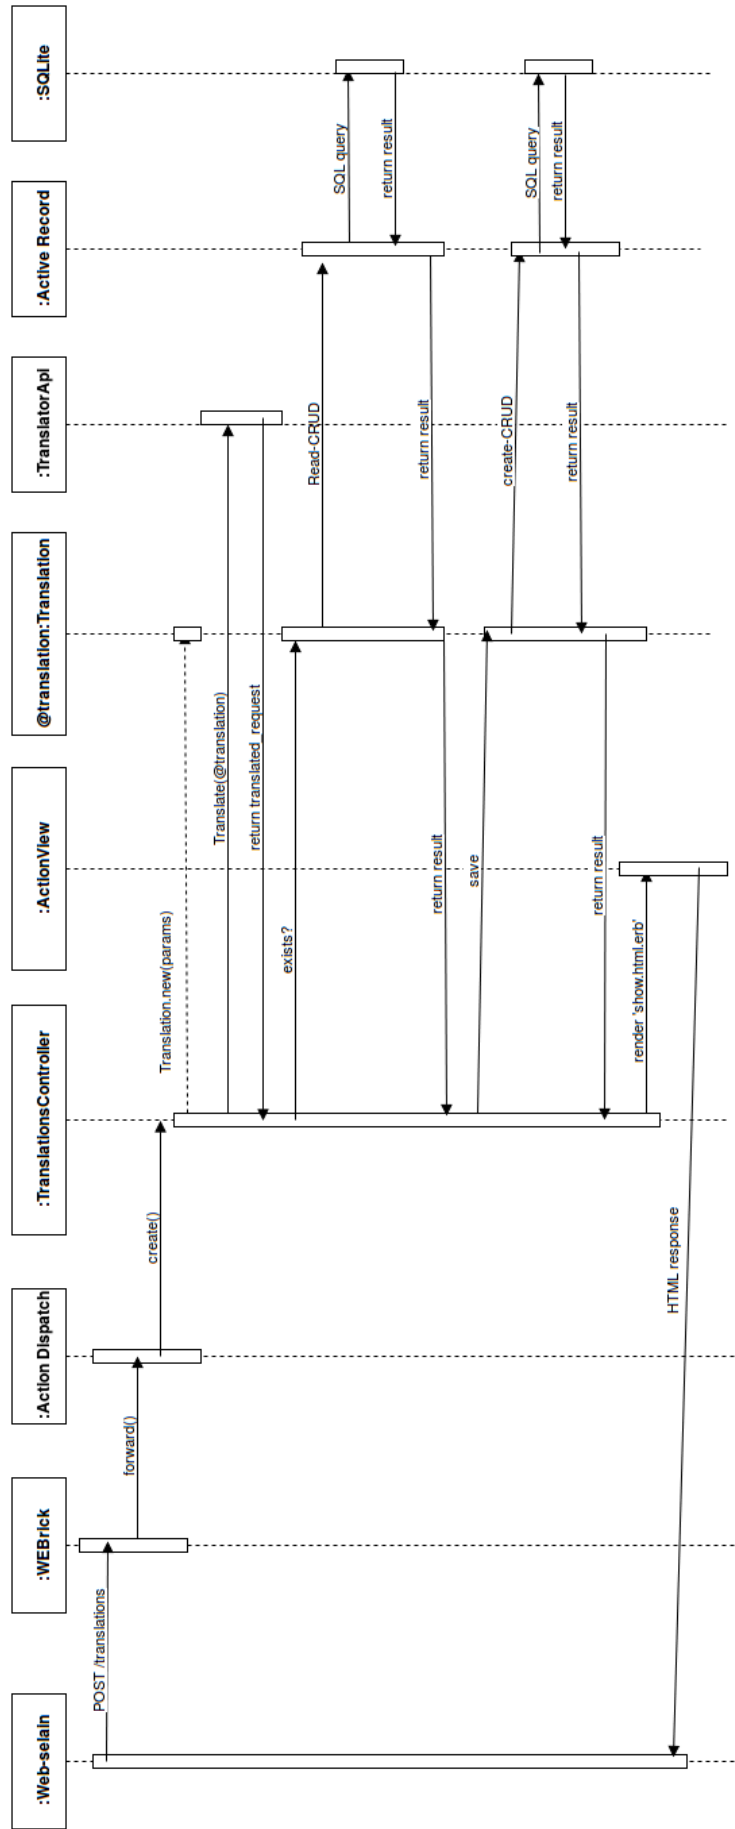 :Web-selain
:WEBrick
:Action Dispatch
:TranslationsController
:ActionView
@translation:Translation
:TranslatorApi
:Active Record
:SQLite
POST /translations
forward()
create()
Translation.new(params)
Translate(@translation)
return translated_request
exists?
Read-CRUD
SQL query
return result
return result
return result
save
create-CRUD
SQL query
return result
return result
return result
render 'show.html.erb'
HTML response